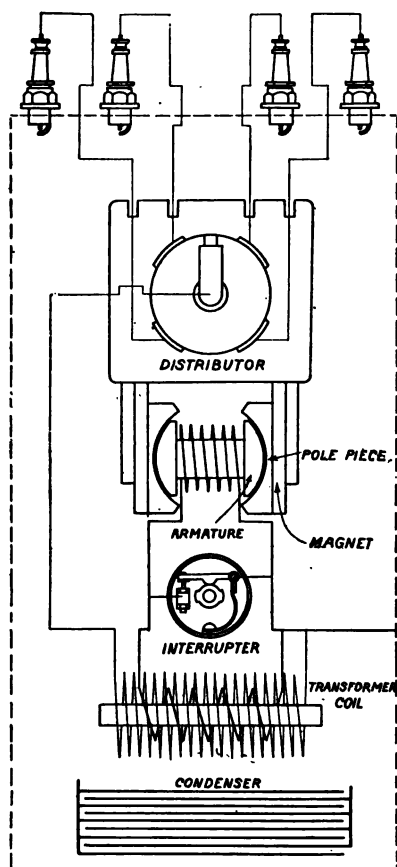 DISTRIBUTOR
POLE PIECE
ARMATURE
MAGNET
INTERRUPTER
TRANSFORMER
COIL
CONDENSER